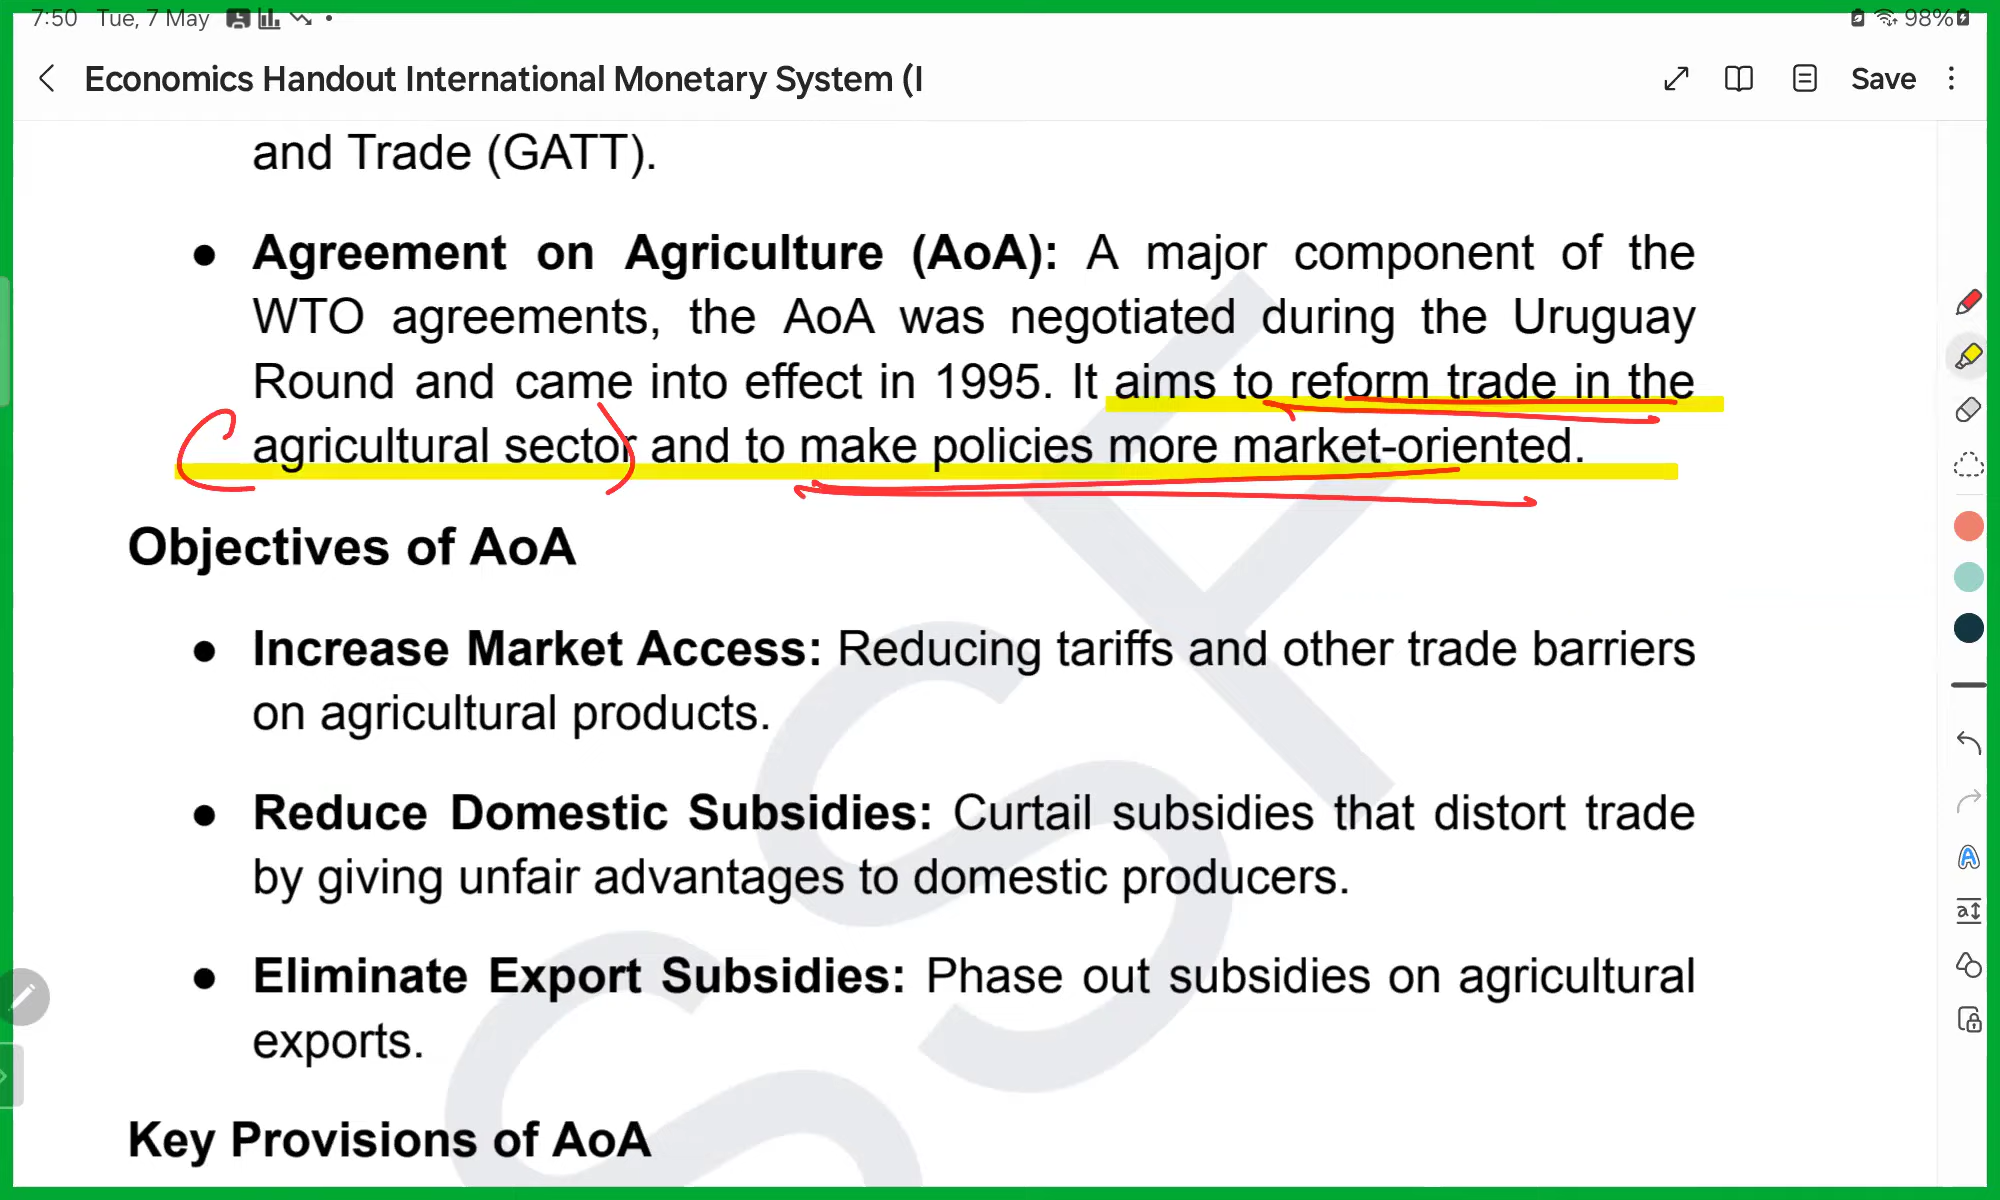 7:50 Tue, 7 May
98%
Economics Handout International Monetary System (I
Save
and Trade (GATT).
● Agreement on Agriculture (AoA): A major component of the
WTO agreements, the AoA was negotiated during the Uruguay
Round and came into effect in 1995. It aims to reform trade in the
agricultural sector and to make policies more market-oriented.
Objectives of AoA
● Increase Market Access: Reducing tariffs and other trade barriers
on agricultural products.
● Reduce Domestic Subsidies: Curtail subsidies that distort trade
by giving unfair advantages to domestic producers.
● Eliminate Export Subsidies: Phase out subsidies on agricultural
exports.
Key Provisions of AoA